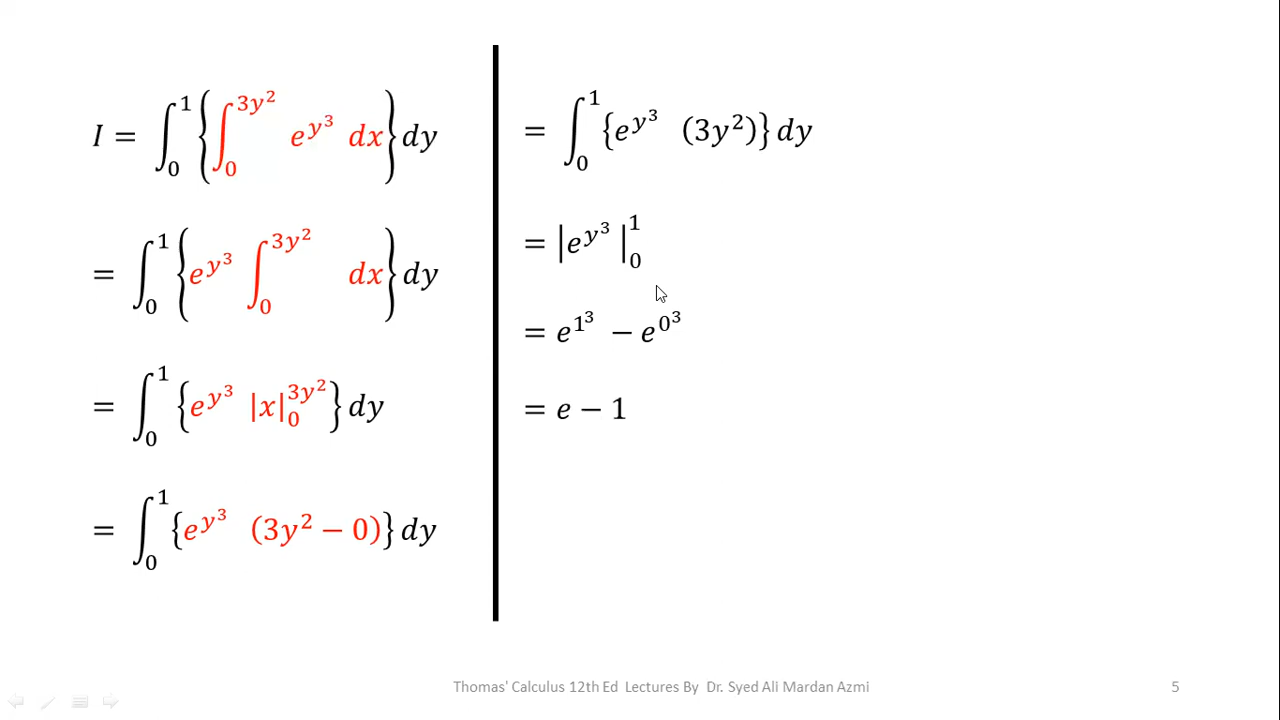 I = ∫₀¹ { ∫₀^{3y²} e^{y³} dx } dy
= ∫₀¹ { e^{y³} ∫₀^{3y²} dx } dy
= ∫₀¹ { e^{y³} |x|₀^{3y²} } dy
= ∫₀¹ { e^{y³} (3y² − 0) } dy
= ∫₀¹ { e^{y³} (3y²) } dy
= |e^{y³}|₀¹
= e^{1³} − e^{0³}
= e − 1
Thomas' Calculus 12th Ed Lectures By Dr. Syed Ali Mardan Azmi
5